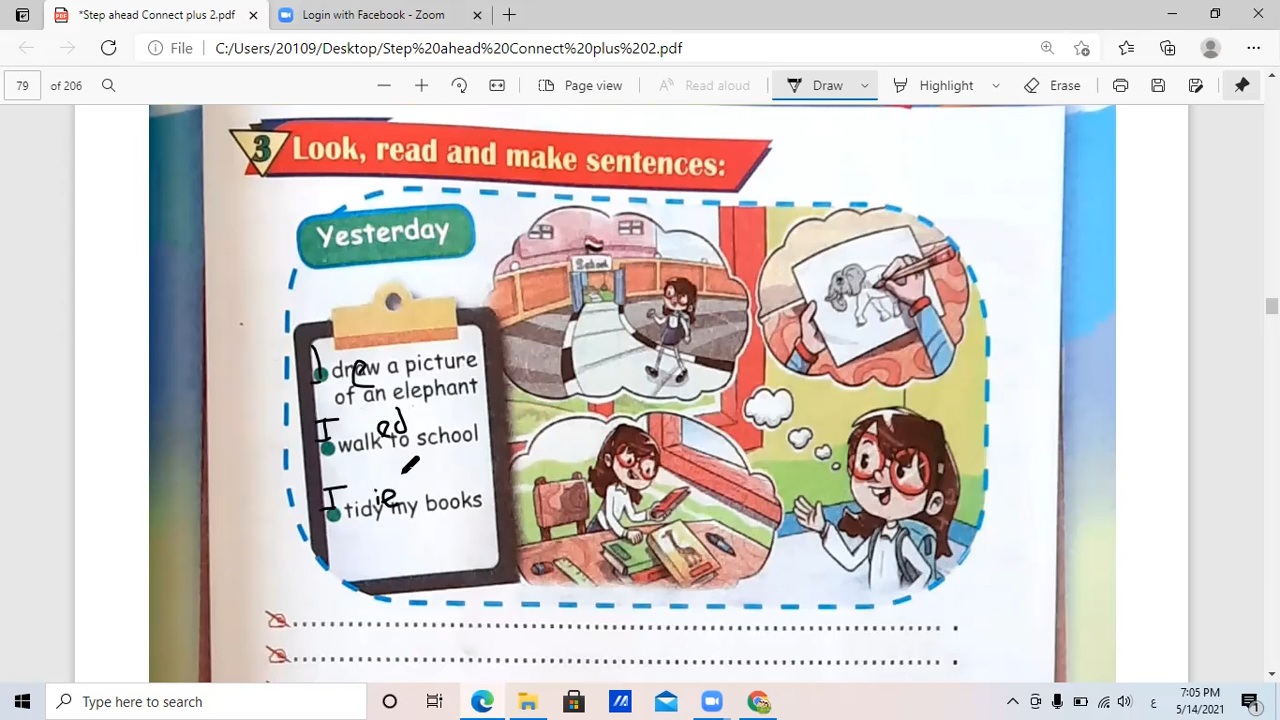 *Step ahead Connect plus 2.pdf
Login with Facebook - Zoom
File C:/Users/20109/Desktop/Step%20ahead%20Connect%20plus%202.pdf
79 of 206
Page view
Read aloud
Draw
Highlight
Erase
3 Look, read and make sentences:
Yesterday
School
I e
draw a picture
of an elephant
I ed
walk to school
I ie
tidy my books
Type here to search
ع
7:05 PM
5/14/2021
1